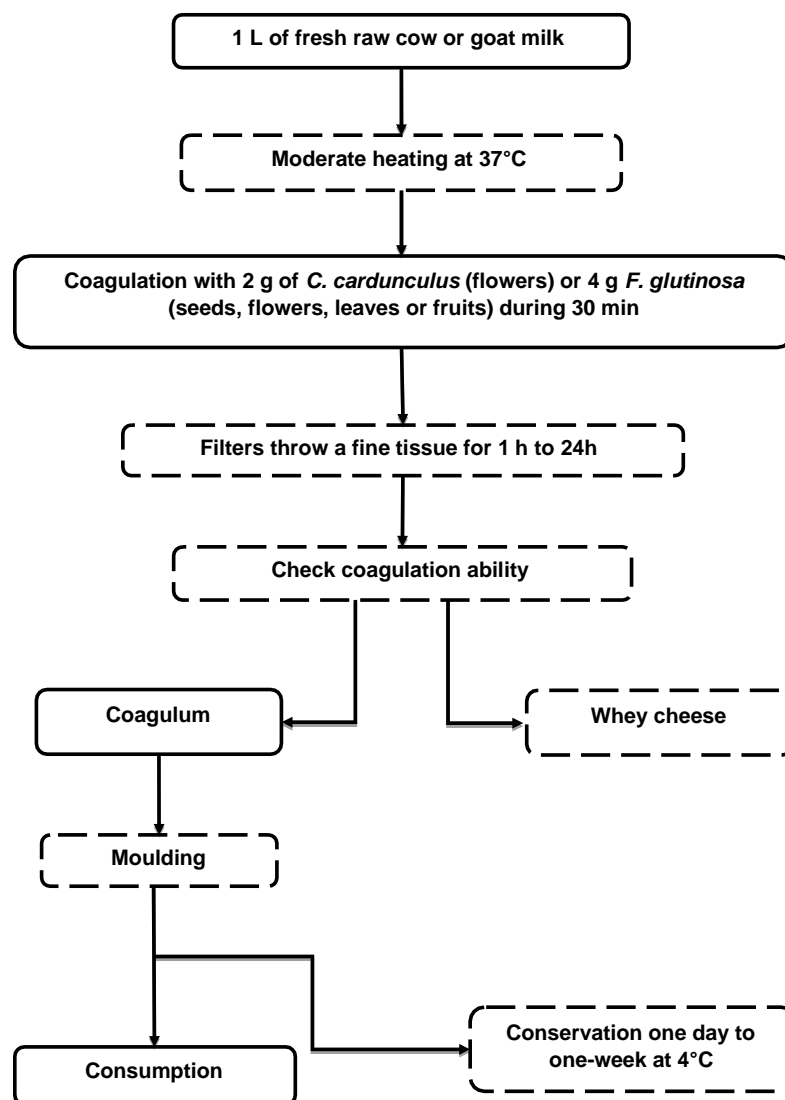 1 L of fresh raw cow or goat milk
Moderate heating at 37°C
Coagulation with 2 g of C. cardunculus (flowers) or 4 g F. glutinosa
(seeds, flowers, leaves or fruits) during 30 min
Filters throw a fine tissue for 1 h to 24h
Check coagulation ability
Coagulum
Whey cheese
Moulding
Conservation one day to
one-week at 4°C
Consumption